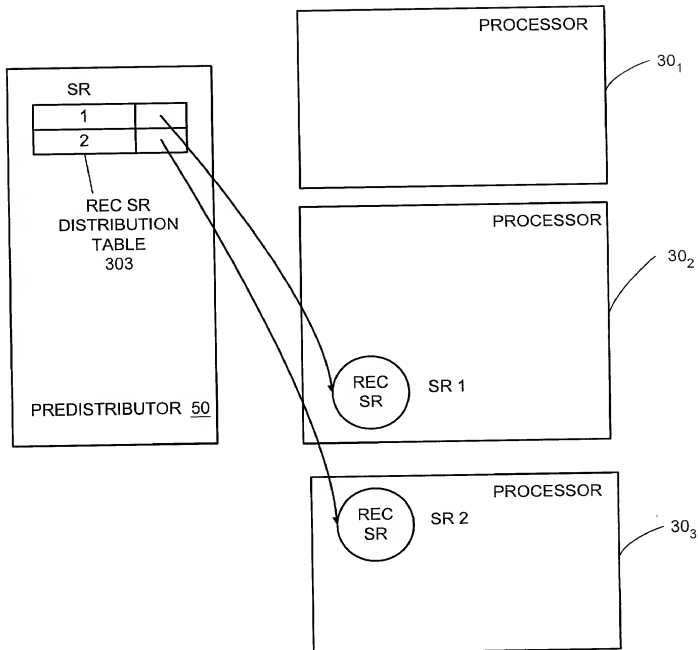 SR
1
2
REC SR
DISTRIBUTION
TABLE
303
PREDISTRIBUTOR 50
PROCESSOR
30₁
PROCESSOR
30₂
REC
SR
SR 1
PROCESSOR
REC
SR
SR 2
30₃